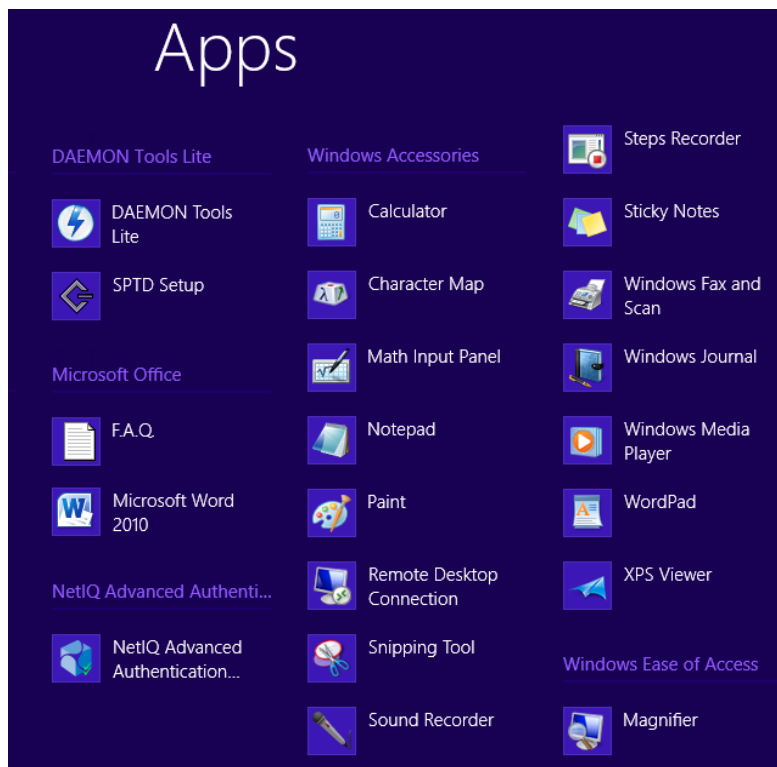 Apps
DAEMON Tools Lite
DAEMON Tools
Lite
SPTD Setup
Microsoft Office
F.A.Q.
Microsoft Word
2010
NetIQ Advanced Authenti...
NetIQ Advanced
Authentication...
Windows Accessories
Calculator
Character Map
Math Input Panel
Notepad
Paint
Remote Desktop
Connection
Snipping Tool
Sound Recorder
Steps Recorder
Sticky Notes
Windows Fax and
Scan
Windows Journal
Windows Media
Player
WordPad
XPS Viewer
Windows Ease of Access
Magnifier